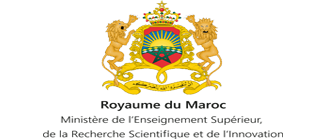 Royaume du Maroc
Ministère de l'Enseignement Supérieur,
de la Recherche Scientifique et de l'Innovation